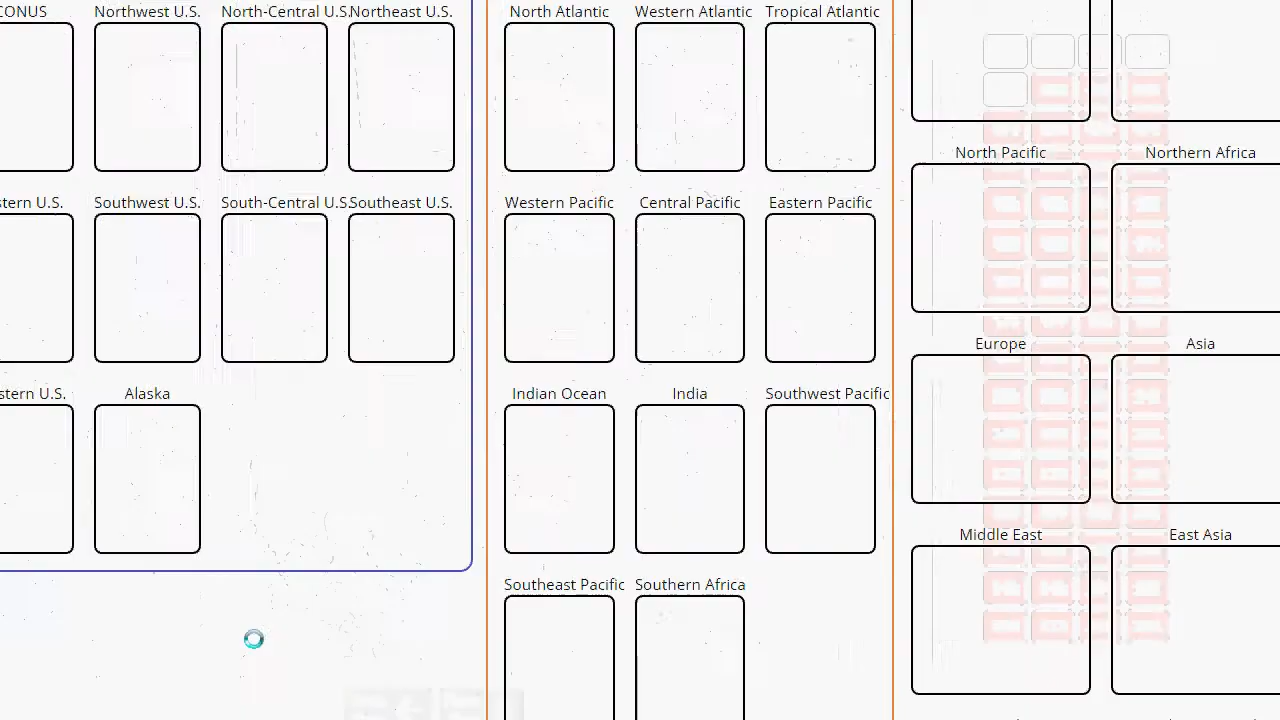 CONUS Northwest U.S. North-Central U.S. Northeast U.S. North Atlantic Western Atlantic Tropical Atlantic
North Pacific Northern Africa
stern U.S. Southwest U.S. South-Central U.S. Southeast U.S. Western Pacific Central Pacific Eastern Pacific
Europe Asia
stern U.S. Alaska Indian Ocean India Southwest Pacific
Middle East East Asia
Southeast Pacific Southern Africa